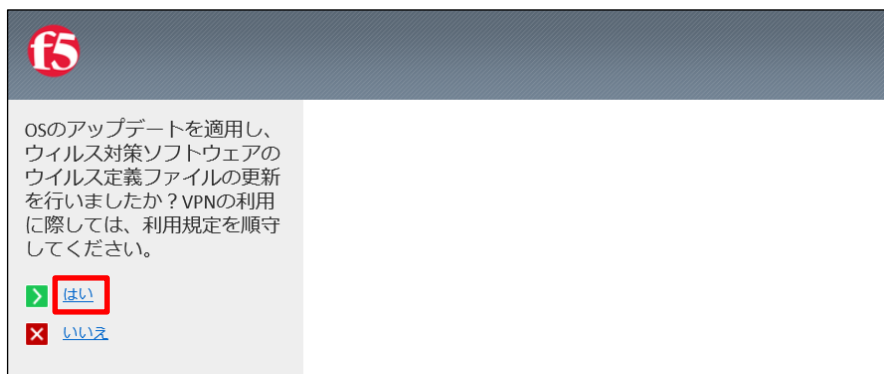 f5
OSのアップデートを適用し、
ウィルス対策ソフトウェアの
ウイルス定義ファイルの更新
を行いましたか？VPNの利用
に際しては、利用規定を順守
してください。
はい
いいえ